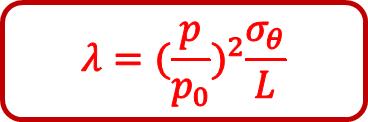 λ = (p/p₀)² σ_θ/L